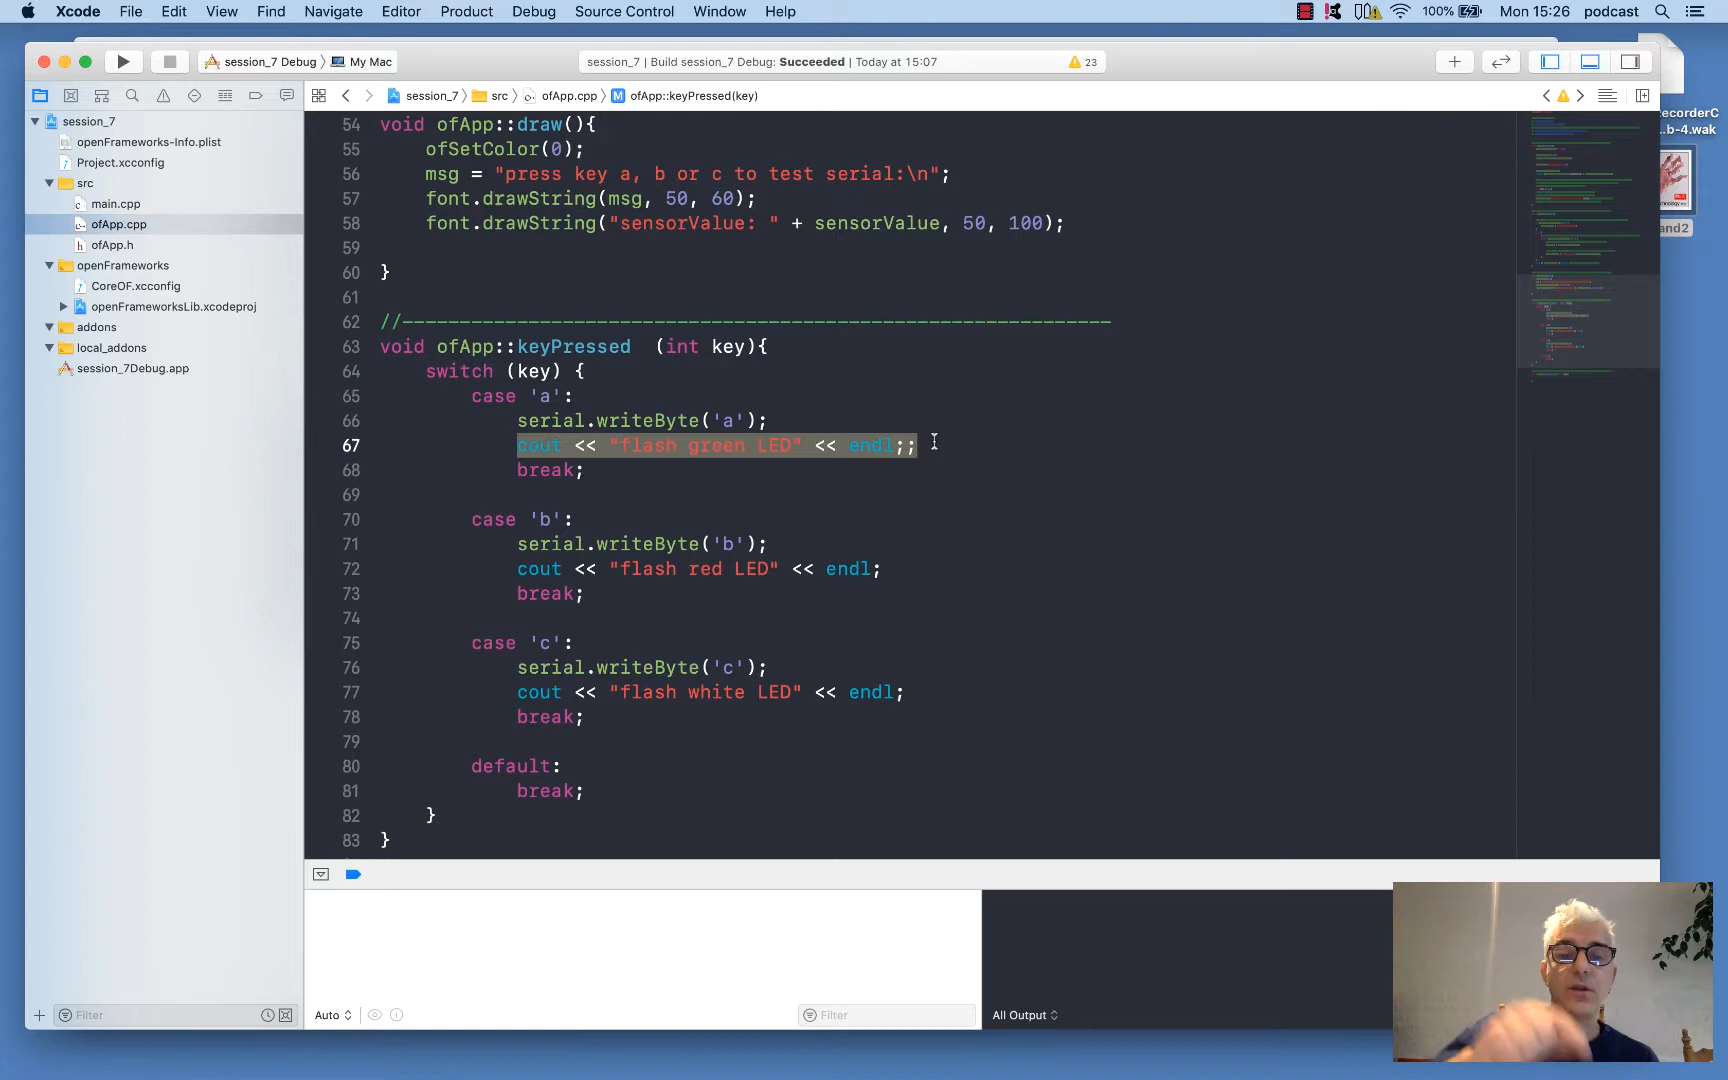 Xcode File Edit View Find Navigate Editor Product Debug Source Control Window Help 100% Mon 15:26 podcast
session_7 Debug My Mac session_7 | Build session_7 Debug: Succeeded | Today at 15:07 23
session_7 src ofApp.cpp ofApp::keyPressed(key)
session_7
openFrameworks-Info.plist
Project.xcconfig
src
main.cpp
ofApp.cpp
ofApp.h
openFrameworks
CoreOF.xcconfig
openFrameworksLib.xcodeproj
addons
local_addons
session_7Debug.app
54 void ofApp::draw(){
55 ofSetColor(0);
56 msg = "press key a, b or c to test serial:\n";
57 font.drawString(msg, 50, 60);
58 font.drawString("sensorValue: " + sensorValue, 50, 100);
59
60 }
61
62 //--------------------------------------------------------------
63 void ofApp::keyPressed (int key){
64 switch (key) {
65 case 'a':
66 serial.writeByte('a');
67 cout << "flash green LED" << endl;;
68 break;
69
70 case 'b':
71 serial.writeByte('b');
72 cout << "flash red LED" << endl;
73 break;
74
75 case 'c':
76 serial.writeByte('c');
77 cout << "flash white LED" << endl;
78 break;
79
80 default:
81 break;
82 }
83 }
Filter
Auto
Filter
All Output
ecorderC
..b-4.wak
and2